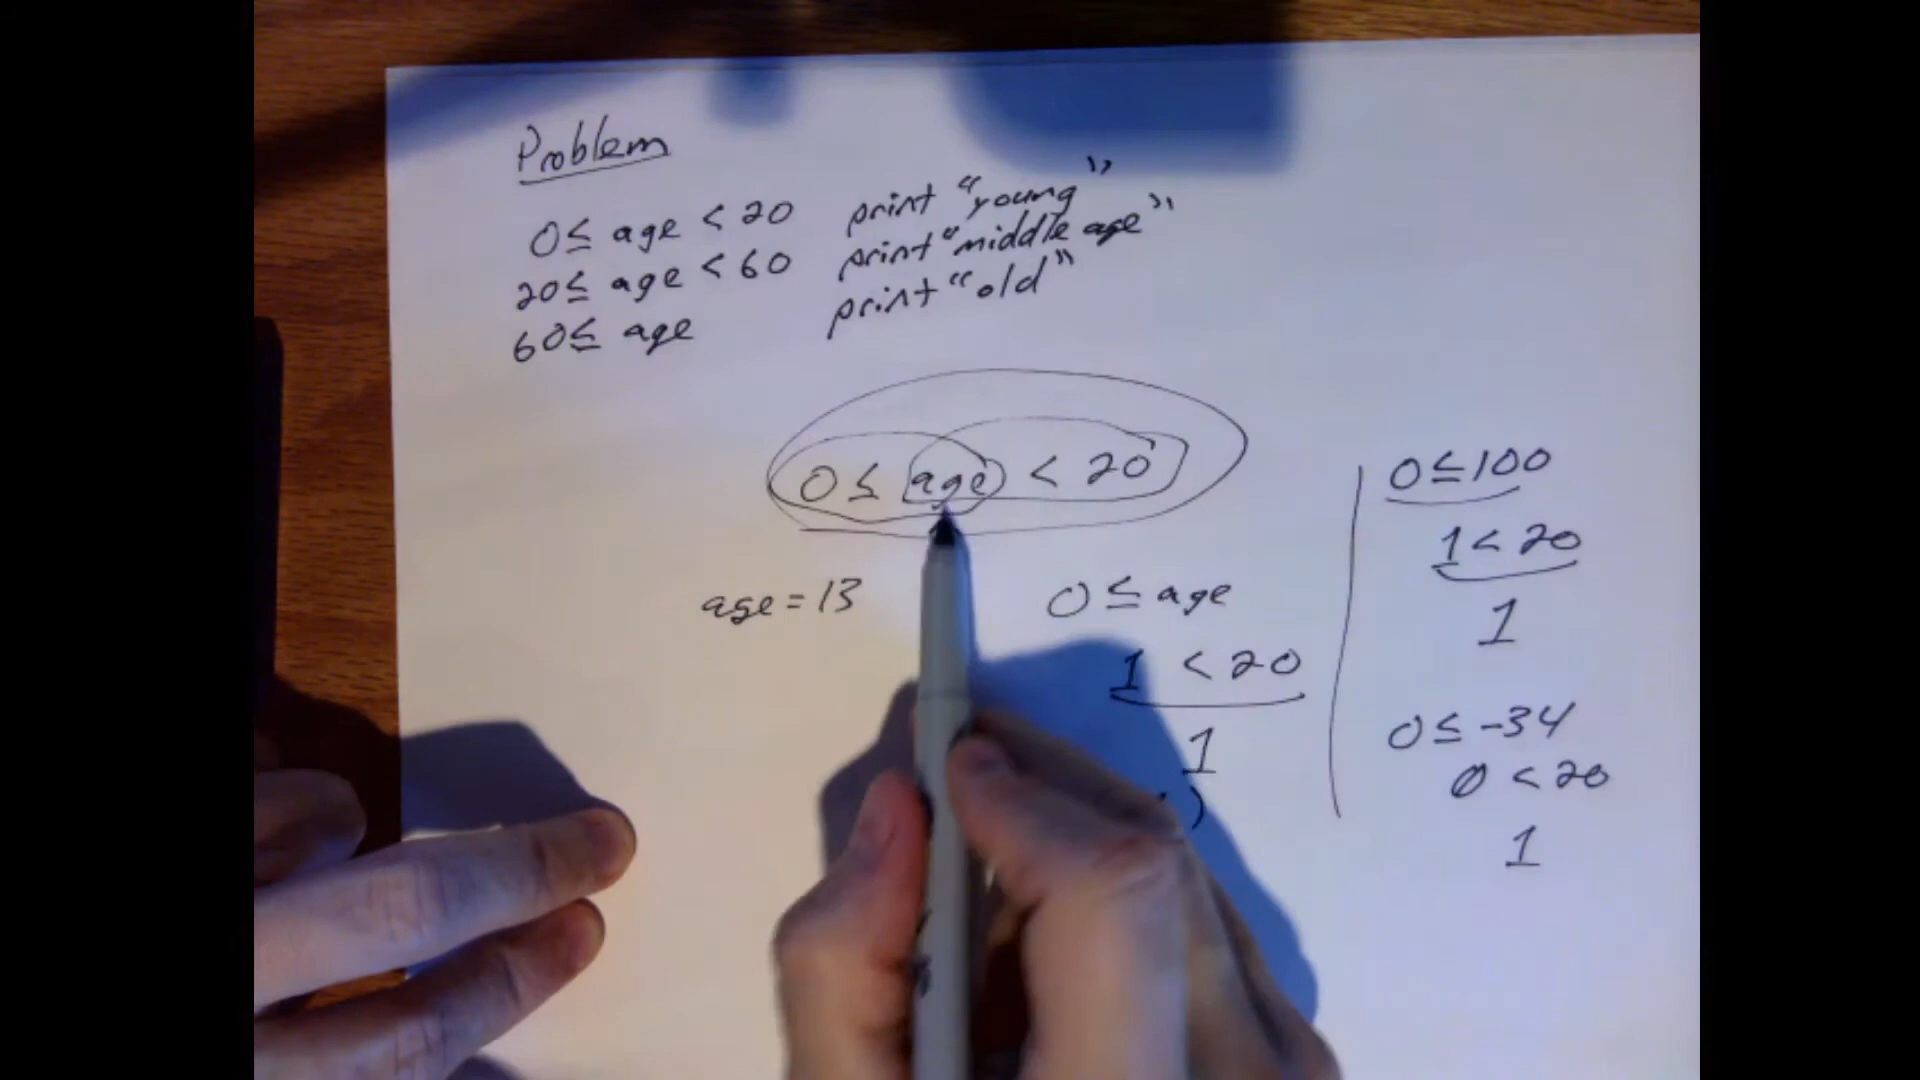 Problem
0≤ age < 20 print “young”
20≤ age < 60 print “middle age”
60≤ age print “old”
0 ≤ age < 20
age = 13
0 ≤ age
1 < 20
1
)
0 ≤ 100
1 < 20
1
0 ≤ -34
0 < 20
1